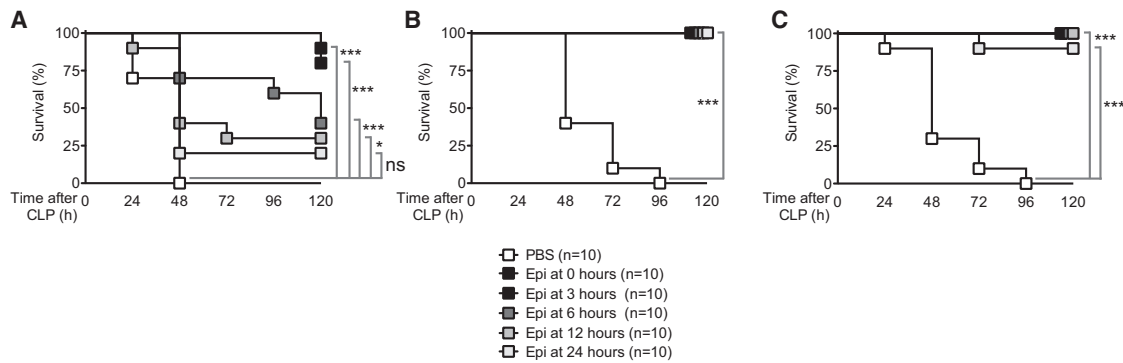 A
B
C
100
75
50
25
0
Survival (%)
***
***
***
*
ns
Time after
CLP (h)
0 24 48 72 96 120
100
75
50
25
0
Survival (%)
***
Time after
CLP (h)
0 24 48 72 96 120
100
75
50
25
0
Survival (%)
***
***
Time after
CLP (h)
0 24 48 72 96 120
PBS (n=10)
Epi at 0 hours (n=10)
Epi at 3 hours (n=10)
Epi at 6 hours (n=10)
Epi at 12 hours (n=10)
Epi at 24 hours (n=10)